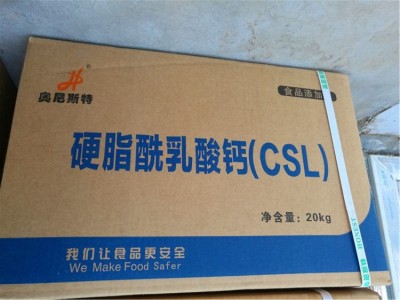 奥尼斯特
食品添加
硬脂酰乳酸钙(CSL)
净含量：20kg
我们让食品更安全
We Make Food Safer
HONEST